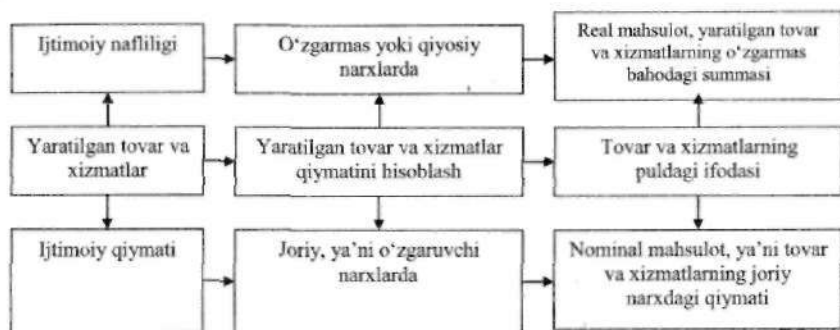 Ijtimoiy nafliligi
O‘zgarmas yoki qiyosiy
narxlarda
Real mahsulot, yaratilgan tovar
va xizmatlarning o‘zgarmas
bahodagi summasi
Yaratilgan tovar va
xizmatlar
Yaratilgan tovar va xizmatlar
qiymatini hisoblash
Tovar va xizmatlarning
puldagi ifodasi
Ijtimoiy qiymati
Joriy, ya’ni o‘zgaruvchi
narxlarda
Nominal mahsulot, ya’ni tovar
va xizmatlarning joriy
narxdagi qiymati